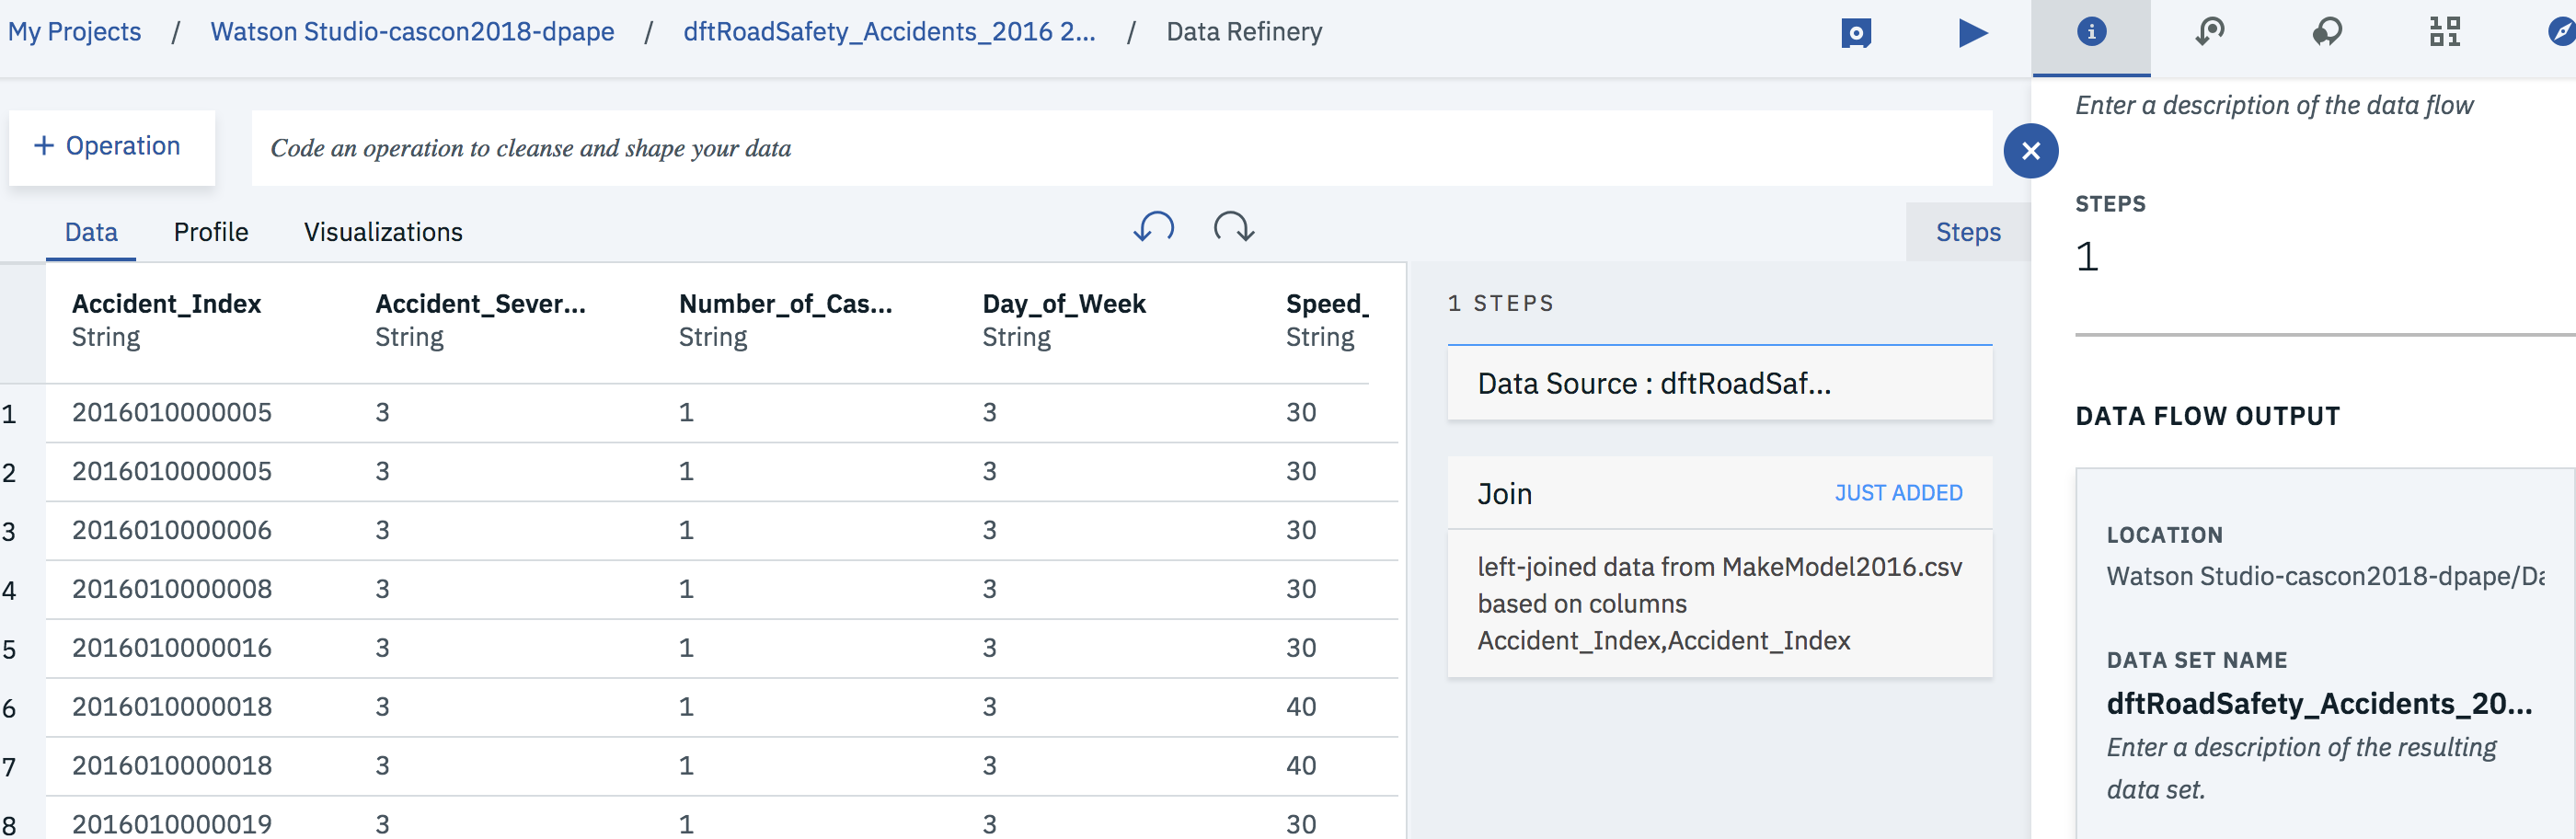 My Projects / Watson Studio-cascon2018-dpape / dftRoadSafety_Accidents_2016 2... / Data Refinery
+ Operation
Code an operation to cleanse and shape your data
Data Profile Visualizations
Steps
Accident_Index Accident_Sever... Number_of_Cas... Day_of_Week Speed_
String String String String String
1 2016010000005 3 1 3 30
2 2016010000005 3 1 3 30
3 2016010000006 3 1 3 30
4 2016010000008 3 1 3 30
5 2016010000016 3 1 3 30
6 2016010000018 3 1 3 40
7 2016010000018 3 1 3 40
8 2016010000019 3 1 3 30
1 STEPS
Data Source : dftRoadSaf...
Join JUST ADDED
left-joined data from MakeModel2016.csv
based on columns
Accident_Index,Accident_Index
Enter a description of the data flow
STEPS
1
DATA FLOW OUTPUT
LOCATION
Watson Studio-cascon2018-dpape/Da
DATA SET NAME
dftRoadSafety_Accidents_20...
Enter a description of the resulting
data set.